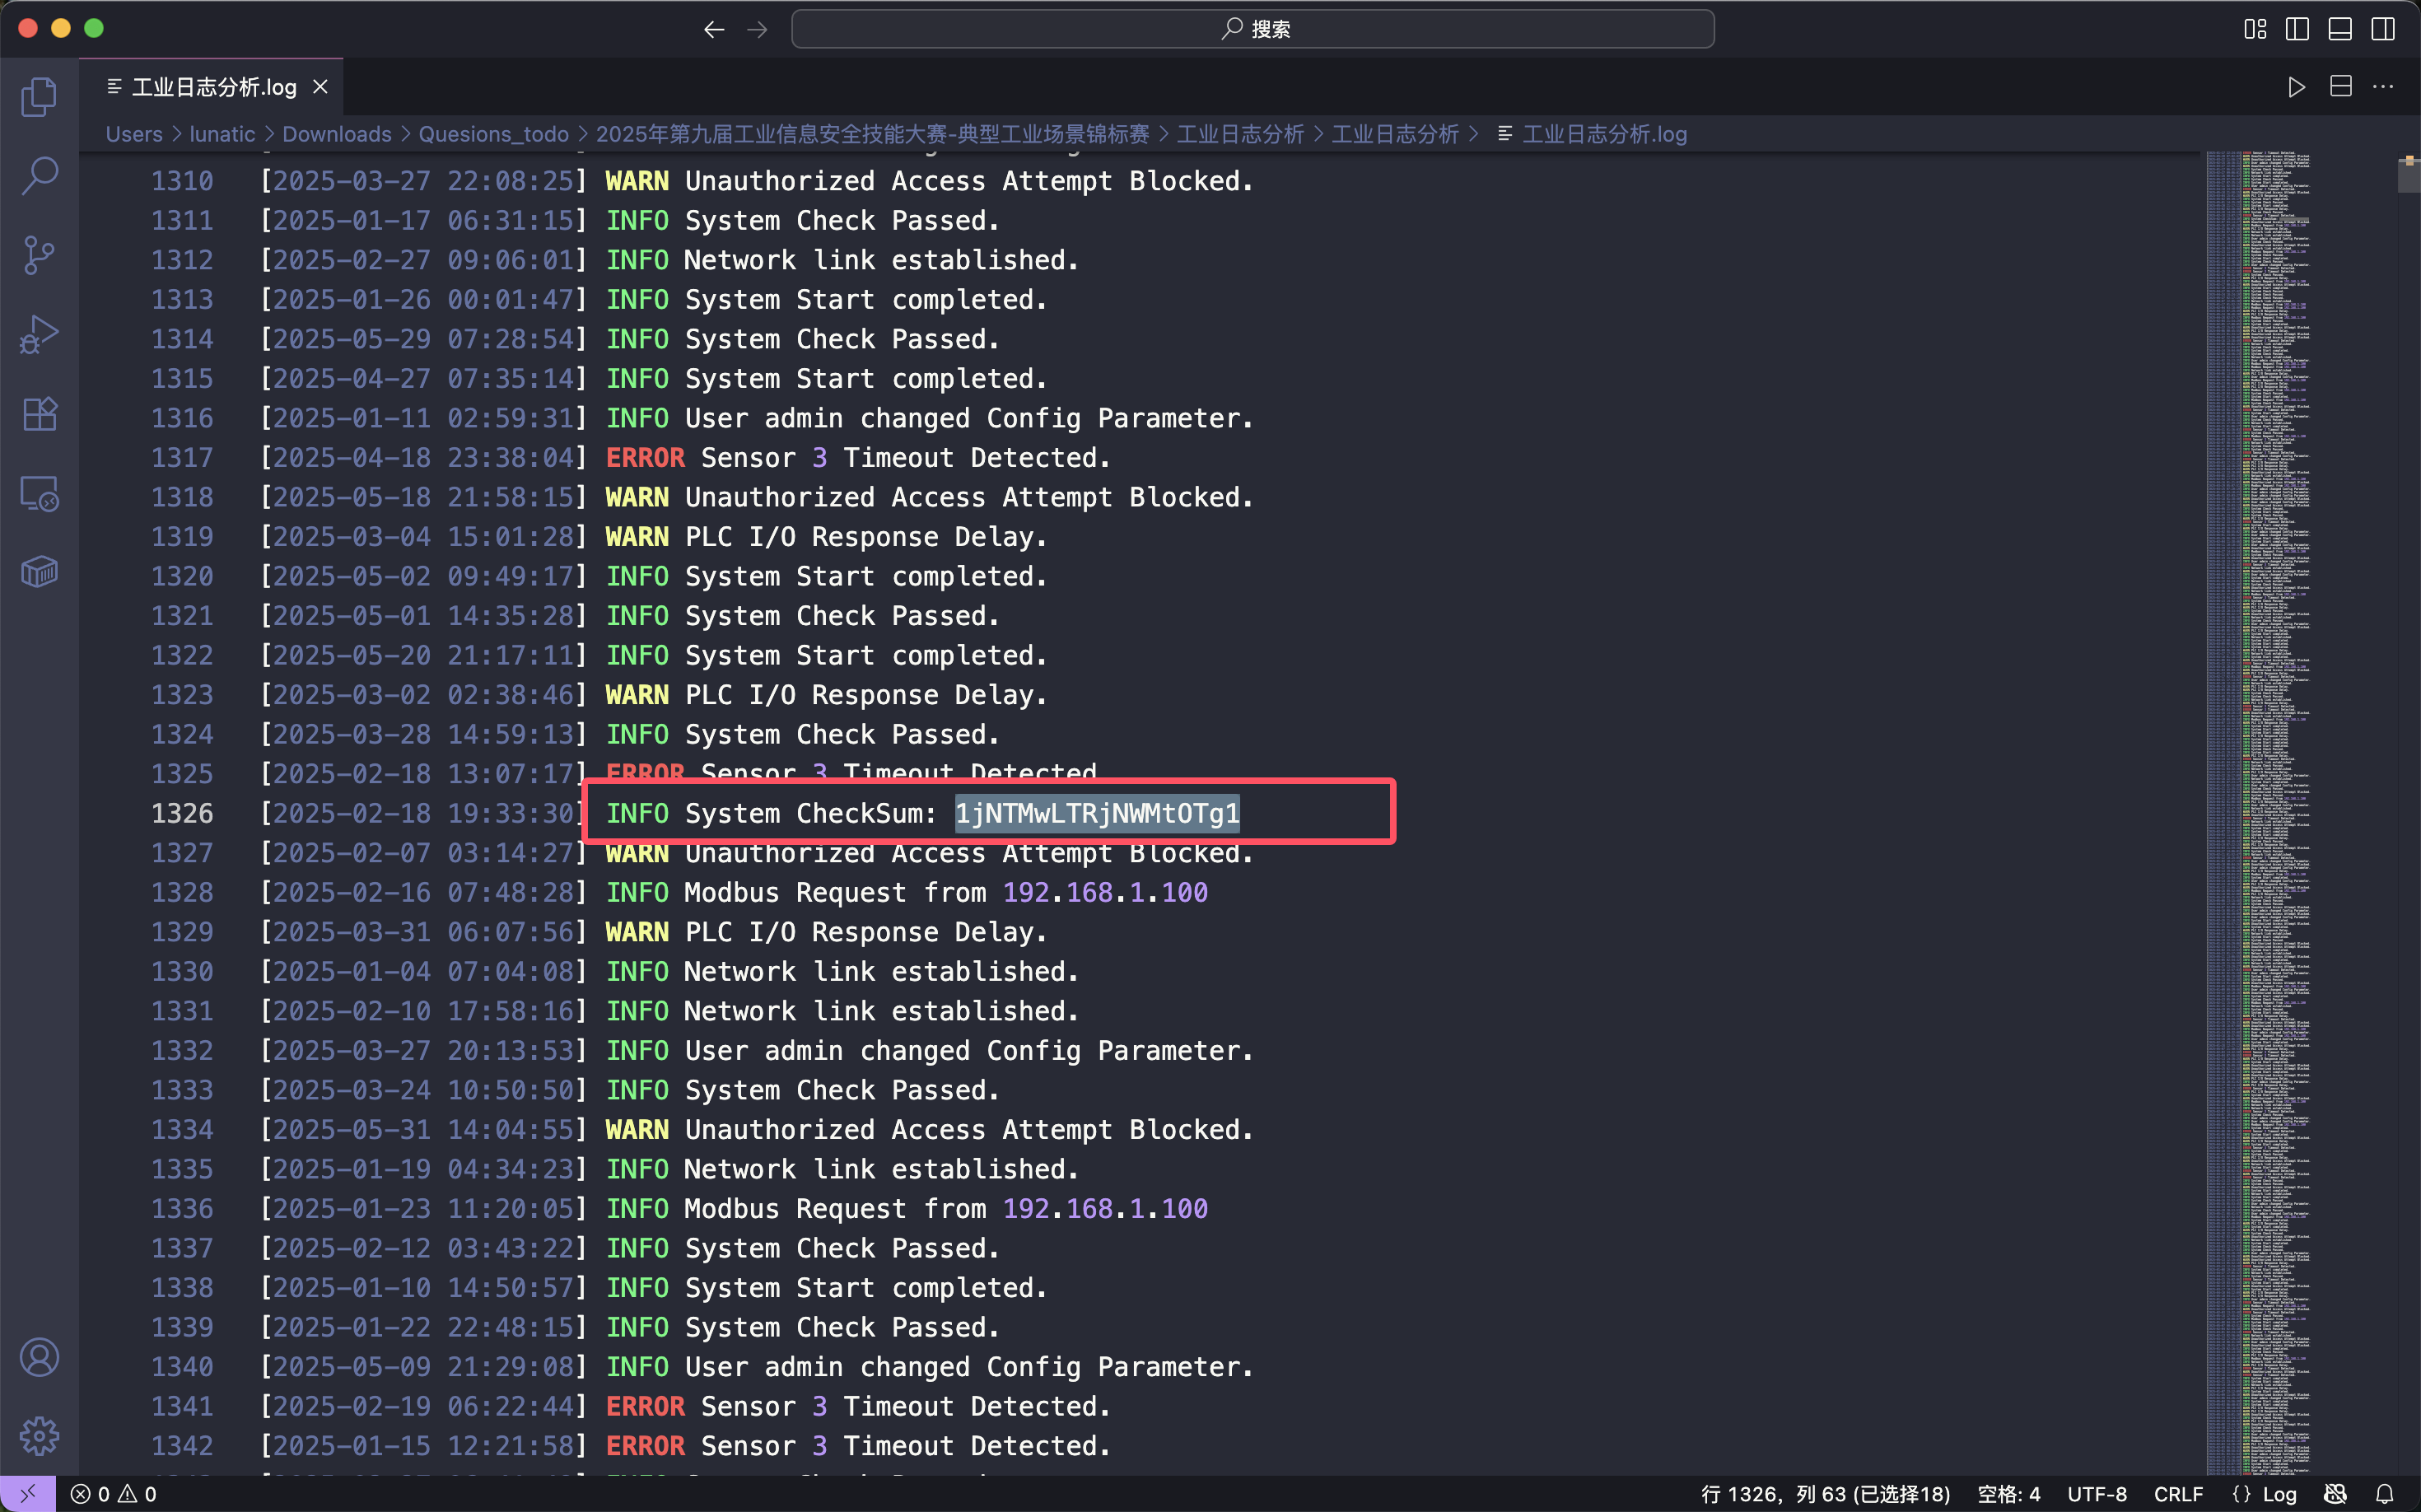 搜索
工业日志分析.log
Users > lunatic > Downloads > Quesions_todo > 2025年第九届工业信息安全技能大赛-典型工业场景锦标赛 > 工业日志分析 > 工业日志分析 > 工业日志分析.log
1310 [2025-03-27 22:08:25] WARN Unauthorized Access Attempt Blocked.
1311 [2025-01-17 06:31:15] INFO System Check Passed.
1312 [2025-02-27 09:06:01] INFO Network link established.
1313 [2025-01-26 00:01:47] INFO System Start completed.
1314 [2025-05-29 07:28:54] INFO System Check Passed.
1315 [2025-04-27 07:35:14] INFO System Start completed.
1316 [2025-01-11 02:59:31] INFO User admin changed Config Parameter.
1317 [2025-04-18 23:38:04] ERROR Sensor 3 Timeout Detected.
1318 [2025-05-18 21:58:15] WARN Unauthorized Access Attempt Blocked.
1319 [2025-03-04 15:01:28] WARN PLC I/O Response Delay.
1320 [2025-05-02 09:49:17] INFO System Start completed.
1321 [2025-05-01 14:35:28] INFO System Check Passed.
1322 [2025-05-20 21:17:11] INFO System Start completed.
1323 [2025-03-02 02:38:46] WARN PLC I/O Response Delay.
1324 [2025-03-28 14:59:13] INFO System Check Passed.
1325 [2025-02-18 13:07:17] ERROR Sensor 3 Timeout Detected
1326 [2025-02-18 19:33:30] INFO System CheckSum: 1jNTMwLTRjNWMtOTg1
1327 [2025-02-07 03:14:27] WARN Unauthorized Access Attempt Blocked.
1328 [2025-02-16 07:48:28] INFO Modbus Request from 192.168.1.100
1329 [2025-03-31 06:07:56] WARN PLC I/O Response Delay.
1330 [2025-01-04 07:04:08] INFO Network link established.
1331 [2025-02-10 17:58:16] INFO Network link established.
1332 [2025-03-27 20:13:53] INFO User admin changed Config Parameter.
1333 [2025-03-24 10:50:50] INFO System Check Passed.
1334 [2025-05-31 14:04:55] WARN Unauthorized Access Attempt Blocked.
1335 [2025-01-19 04:34:23] INFO Network link established.
1336 [2025-01-23 11:20:05] INFO Modbus Request from 192.168.1.100
1337 [2025-02-12 03:43:22] INFO System Check Passed.
1338 [2025-01-10 14:50:57] INFO System Start completed.
1339 [2025-01-22 22:48:15] INFO System Check Passed.
1340 [2025-05-09 21:29:08] INFO User admin changed Config Parameter.
1341 [2025-02-19 06:22:44] ERROR Sensor 3 Timeout Detected.
1342 [2025-01-15 12:21:58] ERROR Sensor 3 Timeout Detected.
0 0 行 1326，列 63 (已选择18) 空格: 4 UTF-8 CRLF {} Log